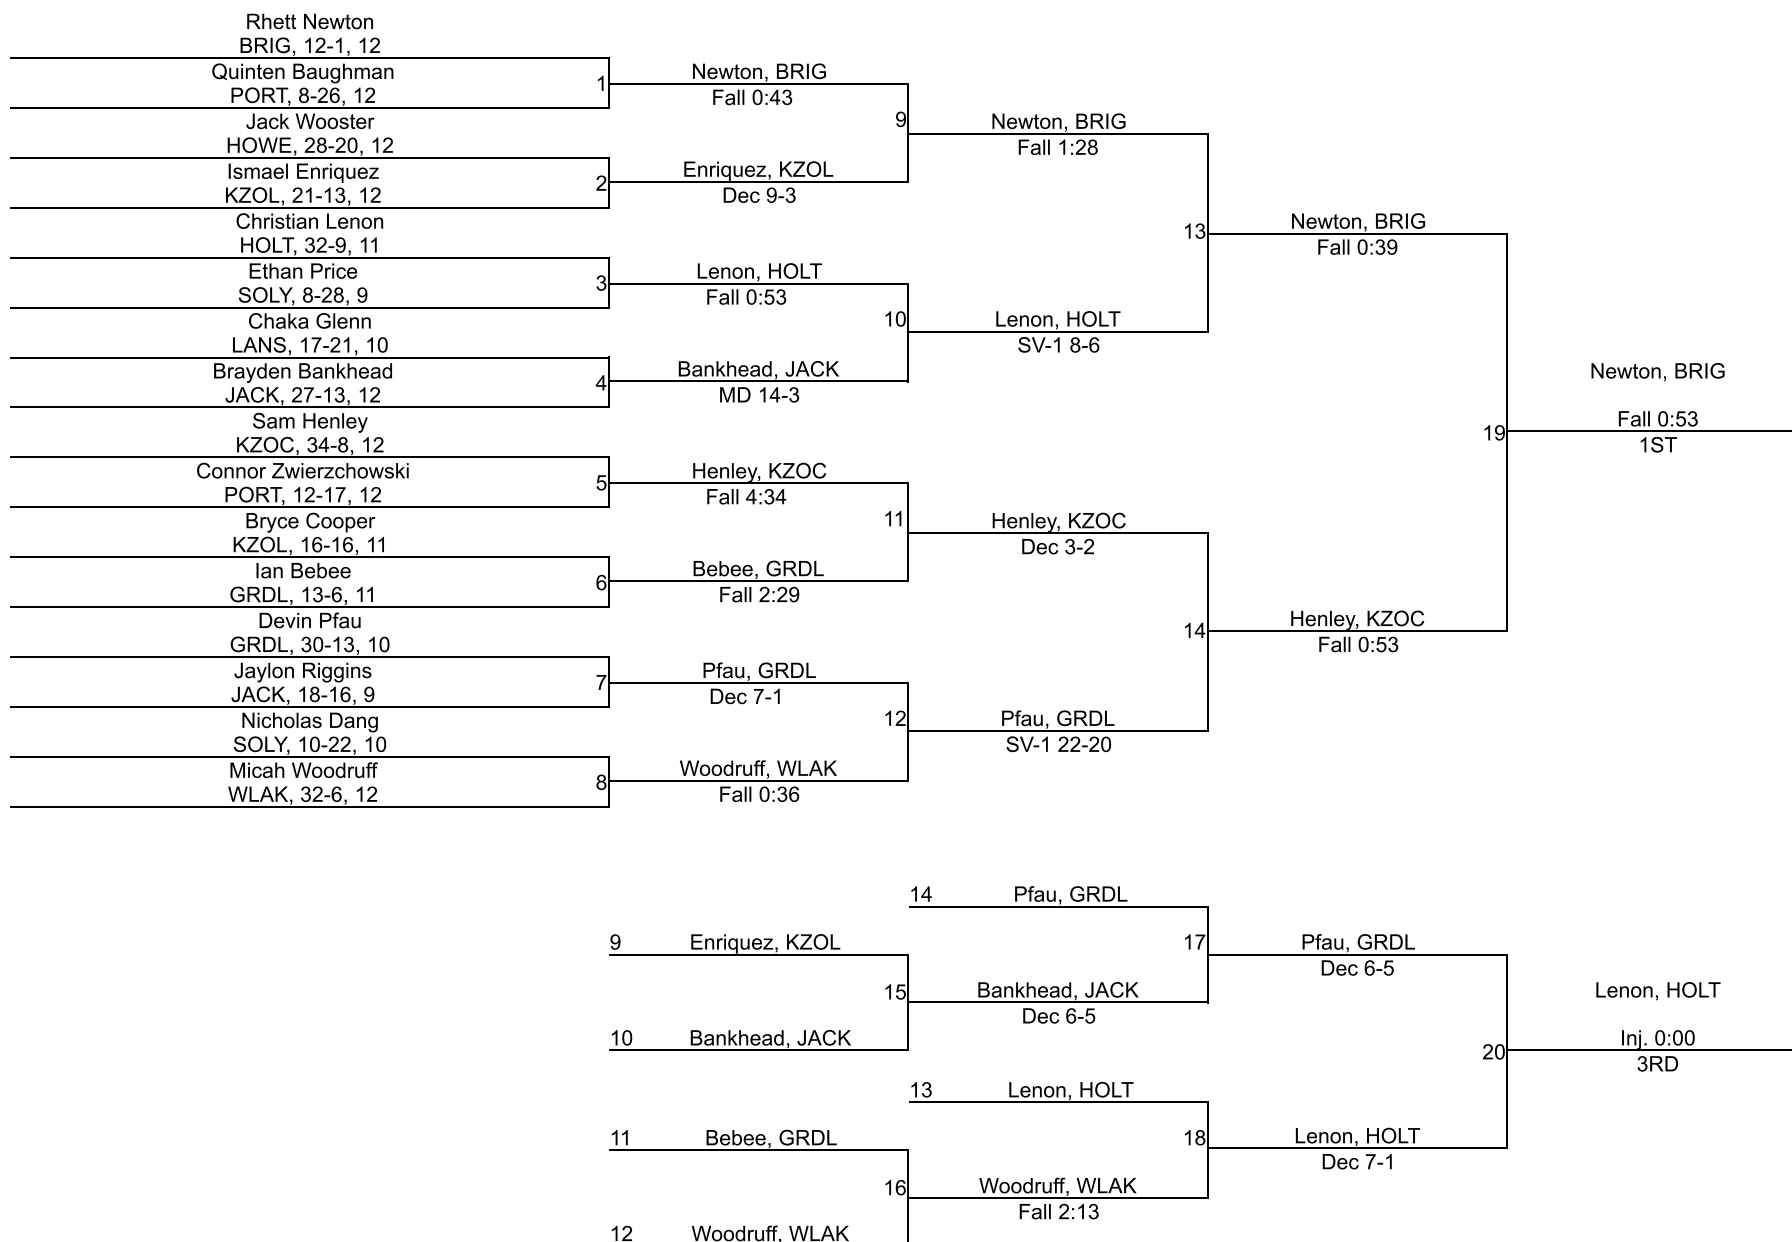 Rhett Newton
BRIG, 12-1, 12
Quinten Baughman
PORT, 8-26, 12
Jack Wooster
HOWE, 28-20, 12
Ismael Enriquez
KZOL, 21-13, 12
Christian Lenon
HOLT, 32-9, 11
Ethan Price
SOLY, 8-28, 9
Chaka Glenn
LANS, 17-21, 10
Brayden Bankhead
JACK, 27-13, 12
Sam Henley
KZOC, 34-8, 12
Connor Zwierzchowski
PORT, 12-17, 12
Bryce Cooper
KZOL, 16-16, 11
Ian Bebee
GRDL, 13-6, 11
Devin Pfau
GRDL, 30-13, 10
Jaylon Riggins
JACK, 18-16, 9
Nicholas Dang
SOLY, 10-22, 10
Micah Woodruff
WLAK, 32-6, 12
1
Newton, BRIG
Fall 0:43
2
Enriquez, KZOL
Dec 9-3
3
Lenon, HOLT
Fall 0:53
4
Bankhead, JACK
MD 14-3
5
Henley, KZOC
Fall 4:34
6
Bebee, GRDL
Fall 2:29
7
Pfau, GRDL
Dec 7-1
8
Woodruff, WLAK
Fall 0:36
9
Newton, BRIG
Fall 1:28
10
Lenon, HOLT
SV-1 8-6
11
Henley, KZOC
Dec 3-2
12
Pfau, GRDL
SV-1 22-20
13
Newton, BRIG
Fall 0:39
14
Henley, KZOC
Fall 0:53
19
Newton, BRIG
Fall 0:53
1ST
14 Pfau, GRDL
9 Enriquez, KZOL
10 Bankhead, JACK
15
Bankhead, JACK
Dec 6-5
17
Pfau, GRDL
Dec 6-5
13 Lenon, HOLT
11 Bebee, GRDL
12 Woodruff, WLAK
16
Woodruff, WLAK
Fall 2:13
18
Lenon, HOLT
Dec 7-1
20
Lenon, HOLT
Inj. 0:00
3RD